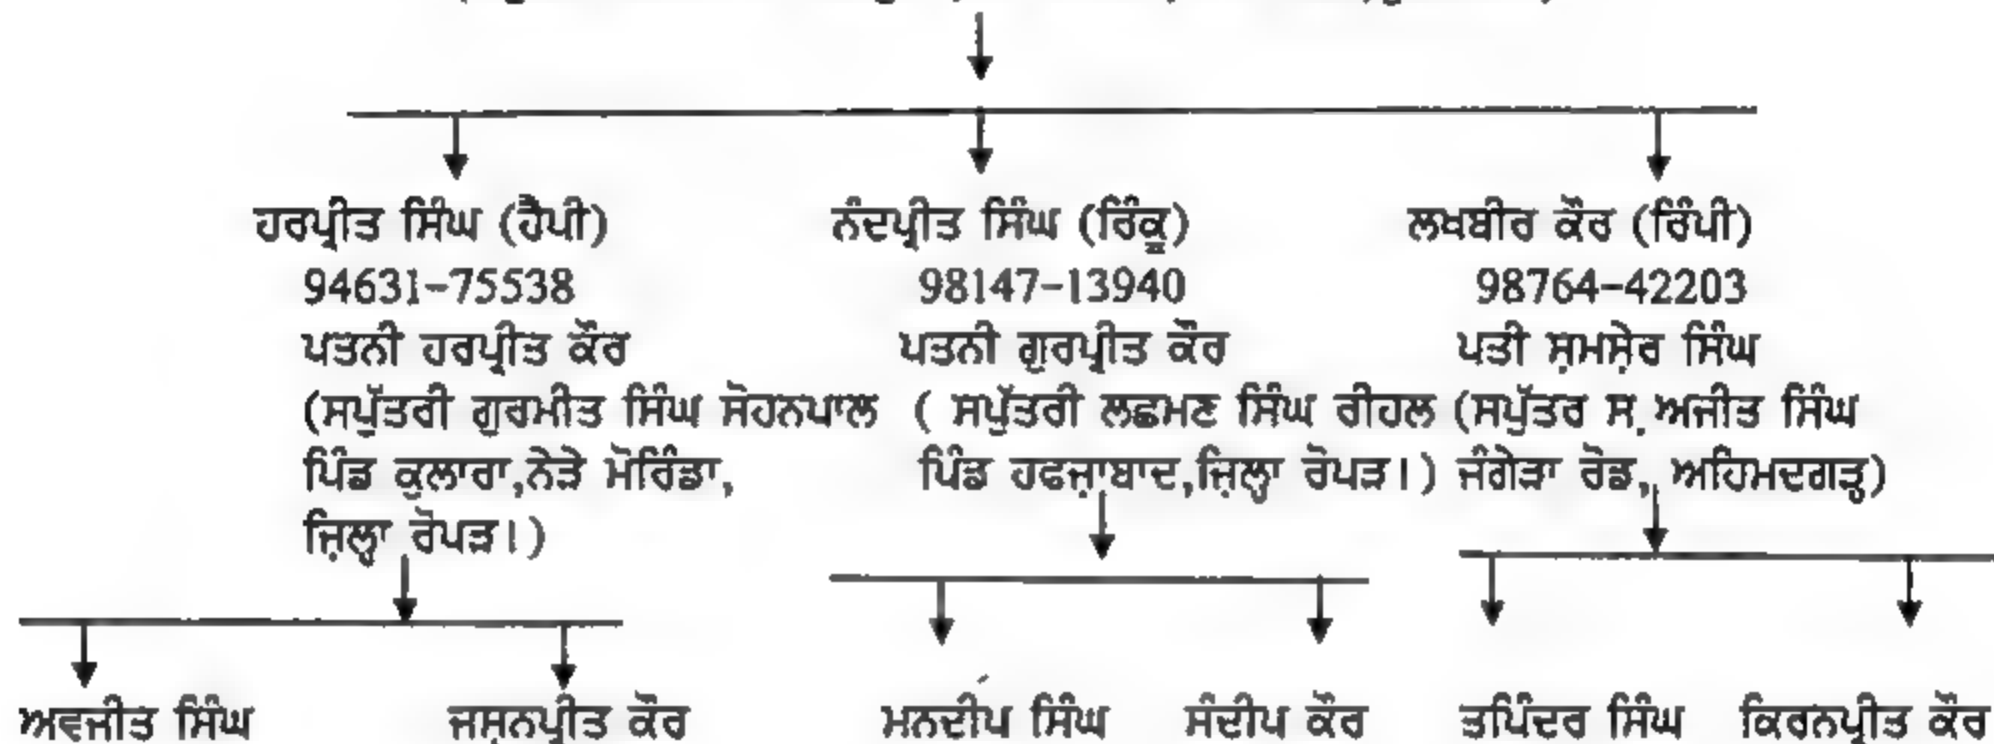 ਹਰਪ੍ਰੀਤ ਸਿੰਘ (ਹੈਪੀ)
94631-75538
ਪਤਨੀ ਹਰਪ੍ਰੀਤ ਕੌਰ
(ਸਪੁੱਤਰੀ ਗੁਰਮੀਤ ਸਿੰਘ ਸੋਹਨਪਾਲ
ਪਿੰਡ ਕੁਲਾਰਾ,ਨੇੜੇ ਮੋਰਿੰਡਾ,
ਜ਼ਿਲ੍ਹਾ ਰੋਪੜ।)
ਨੰਦਪ੍ਰੀਤ ਸਿੰਘ (ਰਿੰਕੂ)
98147-13940
ਪਤਨੀ ਗੁਰਪ੍ਰੀਤ ਕੌਰ
( ਸਪੁੱਤਰੀ ਲਛਮਣ ਸਿੰਘ ਰੀਹਲ
ਪਿੰਡ ਹਫਜ਼ਾਬਾਦ,ਜ਼ਿਲ੍ਹਾ ਰੋਪੜ।)
ਲਖਬੀਰ ਕੌਰ (ਰਿੰਪੀ)
98764-42203
ਪਤੀ ਸ਼ਮਸ਼ੇਰ ਸਿੰਘ
(ਸਪੁੱਤਰ ਸ. ਅਜੀਤ ਸਿੰਘ
ਜੰਗੇੜਾ ਰੋਡ, ਅਹਿਮਦਗੜ੍ਹ)
ਅਵਜੀਤ ਸਿੰਘ
ਜਸ਼ਨਪ੍ਰੀਤ ਕੌਰ
ਮਨਦੀਪ ਸਿੰਘ
ਸੰਦੀਪ ਕੌਰ
ਤਪਿੰਦਰ ਸਿੰਘ
ਕਿਰਨਪ੍ਰੀਤ ਕੌਰ